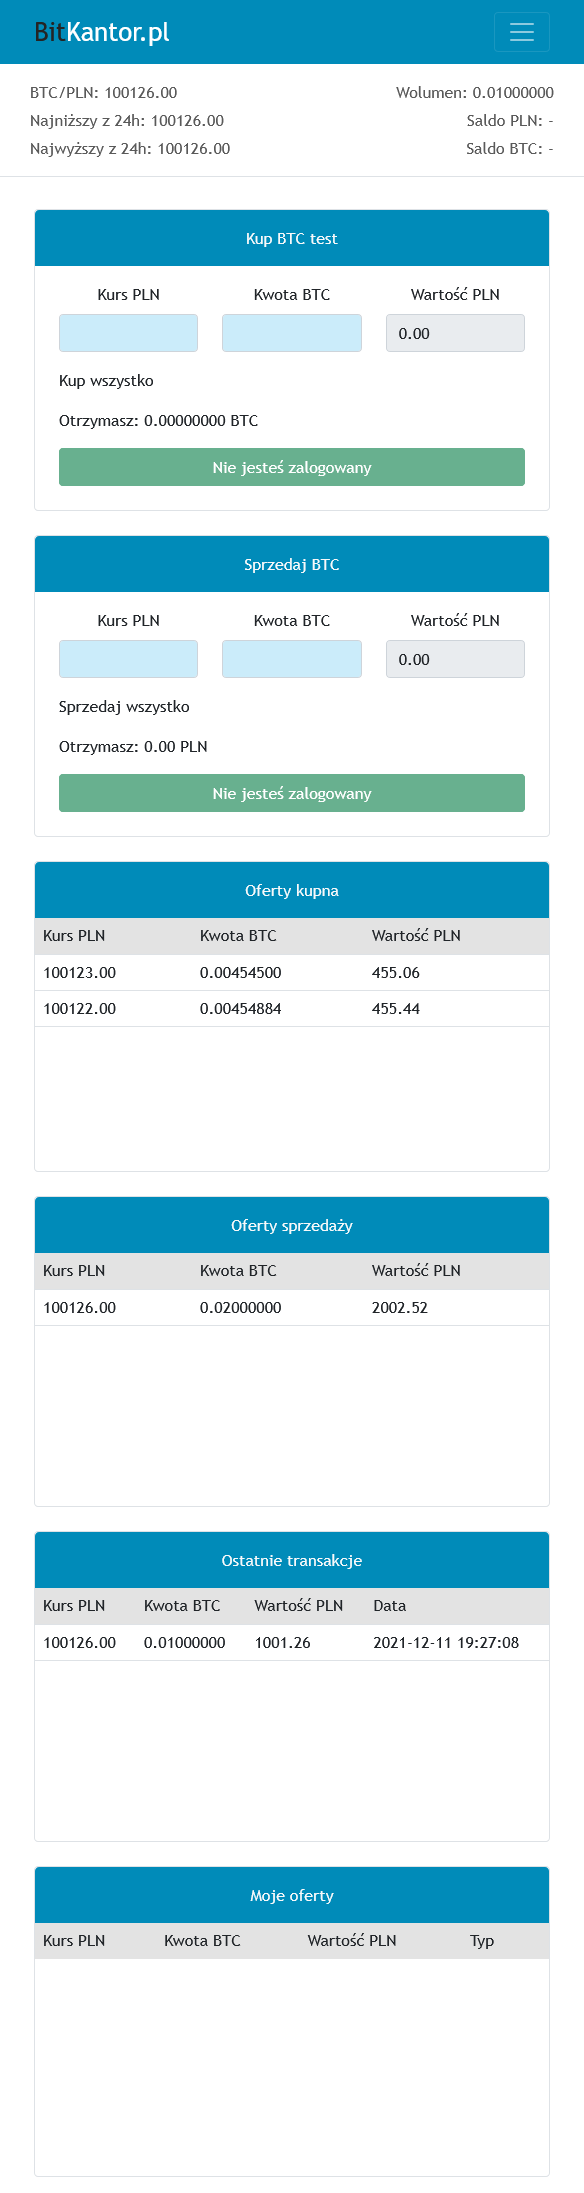 BitKantor.pl
BTC/PLN: 100126.00 Wolumen: 0.01000000
Najniższy z 24h: 100126.00 Saldo PLN: -
Najwyższy z 24h: 100126.00 Saldo BTC: -
Kup BTC test
Kurs PLN Kwota BTC Wartość PLN
0.00
Kup wszystko
Otrzymasz: 0.00000000 BTC
Nie jesteś zalogowany
Sprzedaj BTC
Kurs PLN Kwota BTC Wartość PLN
0.00
Sprzedaj wszystko
Otrzymasz: 0.00 PLN
Nie jesteś zalogowany
Oferty kupna
Kurs PLN Kwota BTC Wartość PLN
100123.00 0.00454500 455.06
100122.00 0.00454884 455.44
Oferty sprzedaży
Kurs PLN Kwota BTC Wartość PLN
100126.00 0.02000000 2002.52
Ostatnie transakcje
Kurs PLN Kwota BTC Wartość PLN Data
100126.00 0.01000000 1001.26 2021-12-11 19:27:08
Moje oferty
Kurs PLN Kwota BTC Wartość PLN Typ